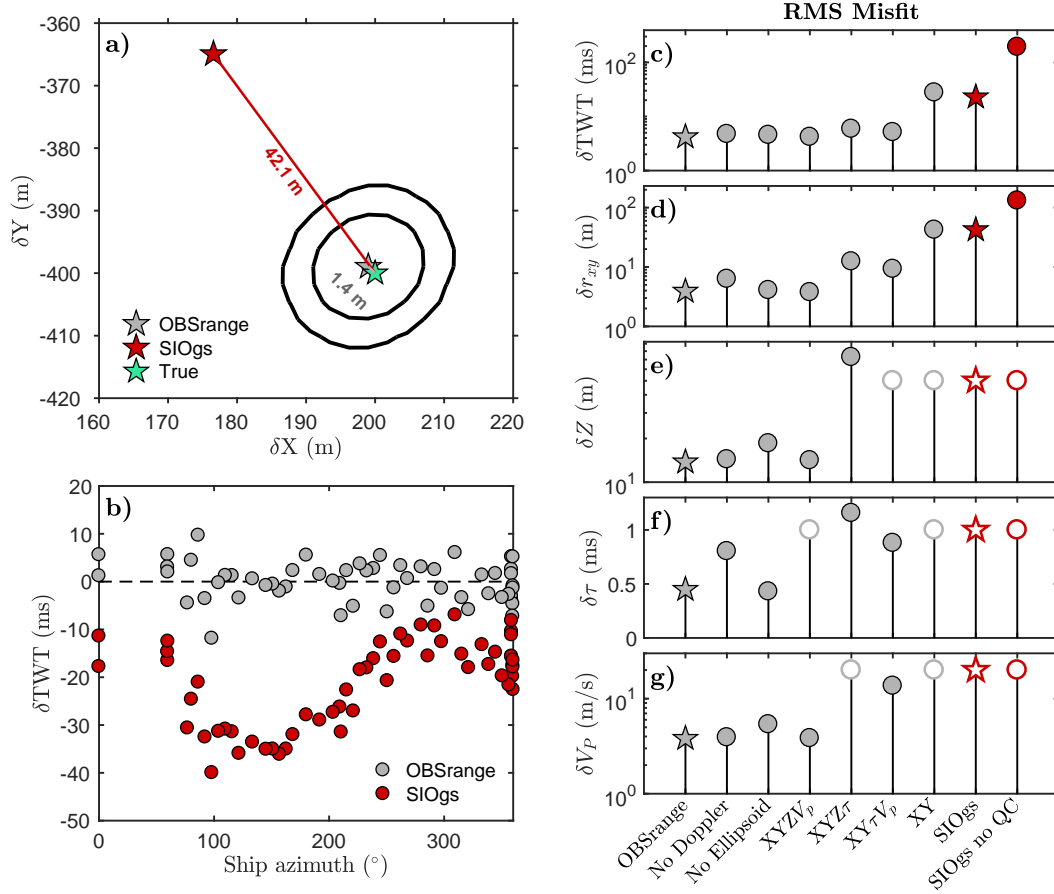 a)
-360
-370
-380
-390
-400
-410
-420
δY (m)
160
170
180
190
200
210
220
δX (m)
42.1 m
1.4 m
OBSrange
SIOgs
True
b)
20
10
0
-10
-20
-30
-40
-50
δTWT (ms)
0
100
200
300
Ship azimuth (°)
OBSrange
SIOgs
RMS Misfit
c)
10²
10⁰
δTWT (ms)
d)
10²
10¹
10⁰
δr_xy (m)
e)
10¹
δZ (m)
f)
1
0.5
0
δτ (ms)
g)
10¹
10⁰
δV_P (m/s)
OBSrange
No Doppler
No Ellipsoid
XYZV_p
XYZτ
XYτV_p
XY
SIOgs
SIOgs no QC